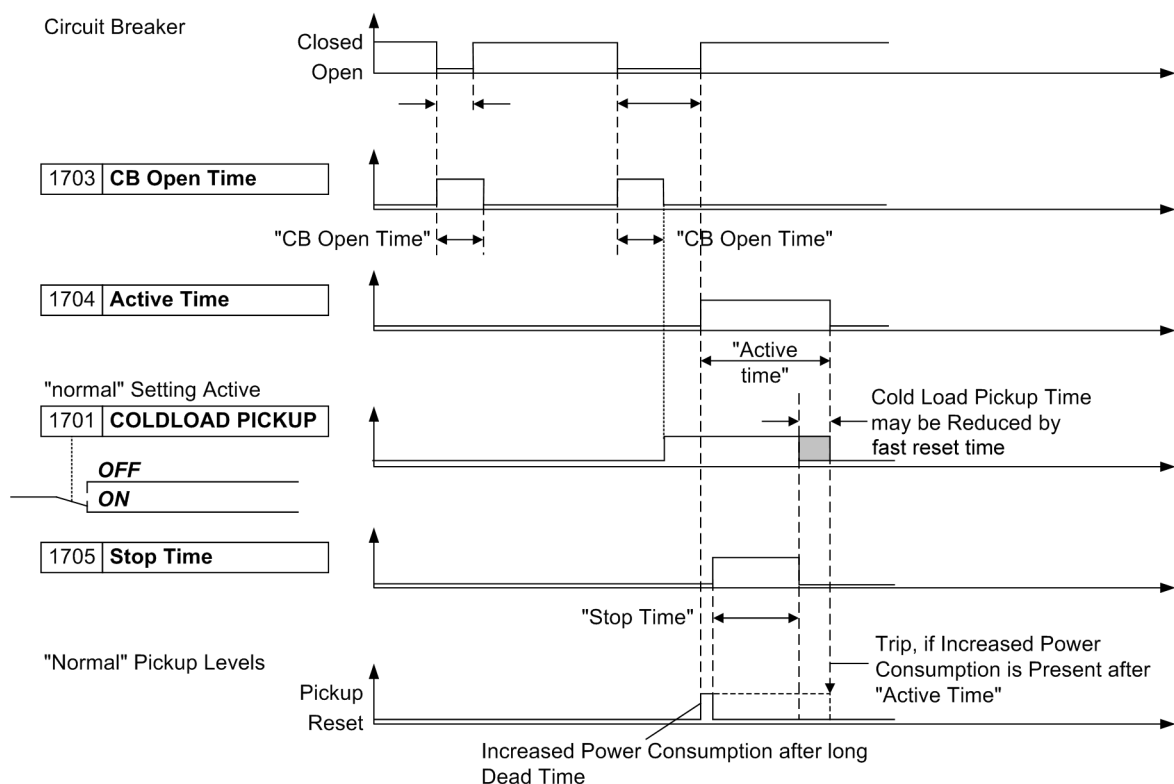 Circuit Breaker
Closed
Open
1703 CB Open Time
"CB Open Time"
"CB Open Time"
1704 Active Time
"Active
time"
"normal" Setting Active
1701 COLDLOAD PICKUP
Cold Load Pickup Time
may be Reduced by
fast reset time
OFF
ON
1705 Stop Time
"Stop Time"
"Normal" Pickup Levels
Trip, if Increased Power
Consumption is Present after
"Active Time"
Pickup
Reset
Increased Power Consumption after long
Dead Time